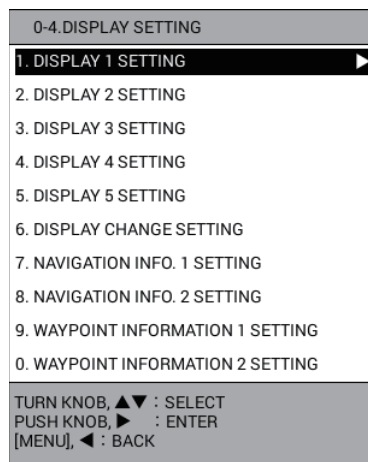 0-4.DISPLAY SETTING
1. DISPLAY 1 SETTING ▶
2. DISPLAY 2 SETTING
3. DISPLAY 3 SETTING
4. DISPLAY 4 SETTING
5. DISPLAY 5 SETTING
6. DISPLAY CHANGE SETTING
7. NAVIGATION INFO. 1 SETTING
8. NAVIGATION INFO. 2 SETTING
9. WAYPOINT INFORMATION 1 SETTING
0. WAYPOINT INFORMATION 2 SETTING
TURN KNOB, ▲▼ : SELECT
PUSH KNOB, ▶ : ENTER
[MENU], ◀ : BACK